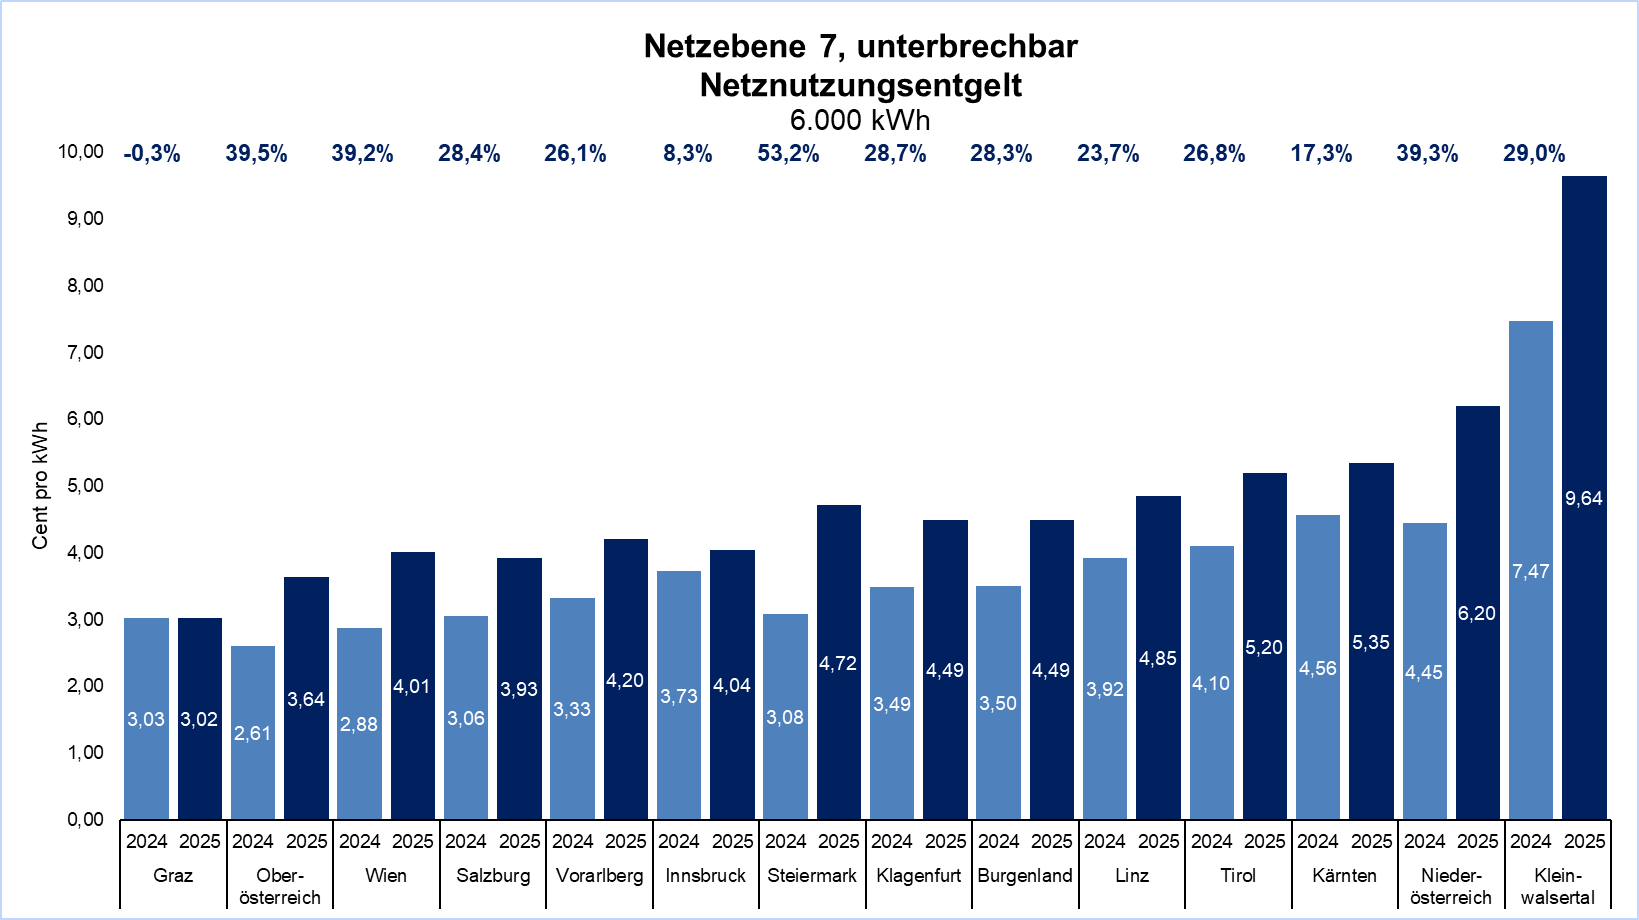 Netzebene 7, unterbrechbar
Netznutzungsentgelt
6.000 kWh
-0,3% 39,5% 39,2% 28,4% 26,1% 8,3% 53,2% 28,7% 28,3% 23,7% 26,8% 17,3% 39,3% 29,0%
10,00
9,00
8,00
7,00
6,00
5,00
4,00
3,00
2,00
1,00
0,00
Cent pro kWh
3,03 3,02 2,61 3,64 2,88 4,01 3,06 3,93 3,33 4,20 3,73 4,04 3,08 4,72 3,49 4,49 3,50 4,49 3,92 4,85 4,10 5,20 4,56 5,35 4,45 6,20 7,47 9,64
2024 2025 2024 2025 2024 2025 2024 2025 2024 2025 2024 2025 2024 2025 2024 2025 2024 2025 2024 2025 2024 2025 2024 2025 2024 2025 2024 2025
Graz Ober- Wien Salzburg Vorarlberg Innsbruck Steiermark Klagenfurt Burgenland Linz Tirol Kärnten Nieder- Klein-
österreich österreich walsertal